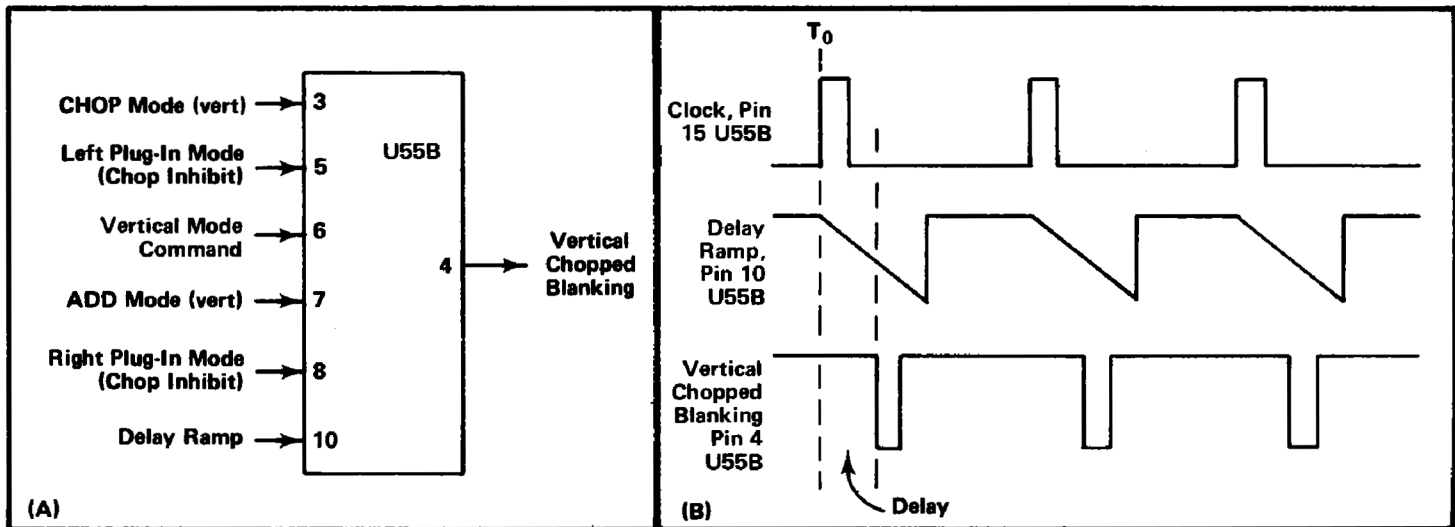 CHOP Mode (vert)
3
Left Plug-In Mode
(Chop Inhibit)
5
U55B
Vertical Mode
Command
6
4
Vertical
Chopped
Blanking
ADD Mode (vert)
7
Right Plug-In Mode
(Chop Inhibit)
8
Delay Ramp
10
(A)
T0
Clock, Pin
15 U55B
Delay
Ramp,
Pin 10
U55B
Vertical
Chopped
Blanking
Pin 4
U55B
Delay
(B)